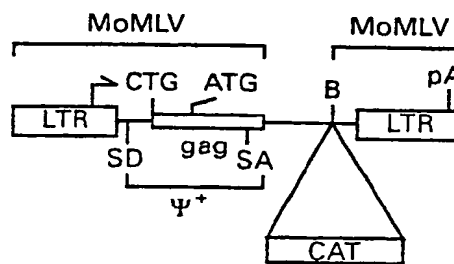 MoMLV MoMLV
CTG ATG B pA
LTR LTR
SD gag SA
Ψ+
CAT